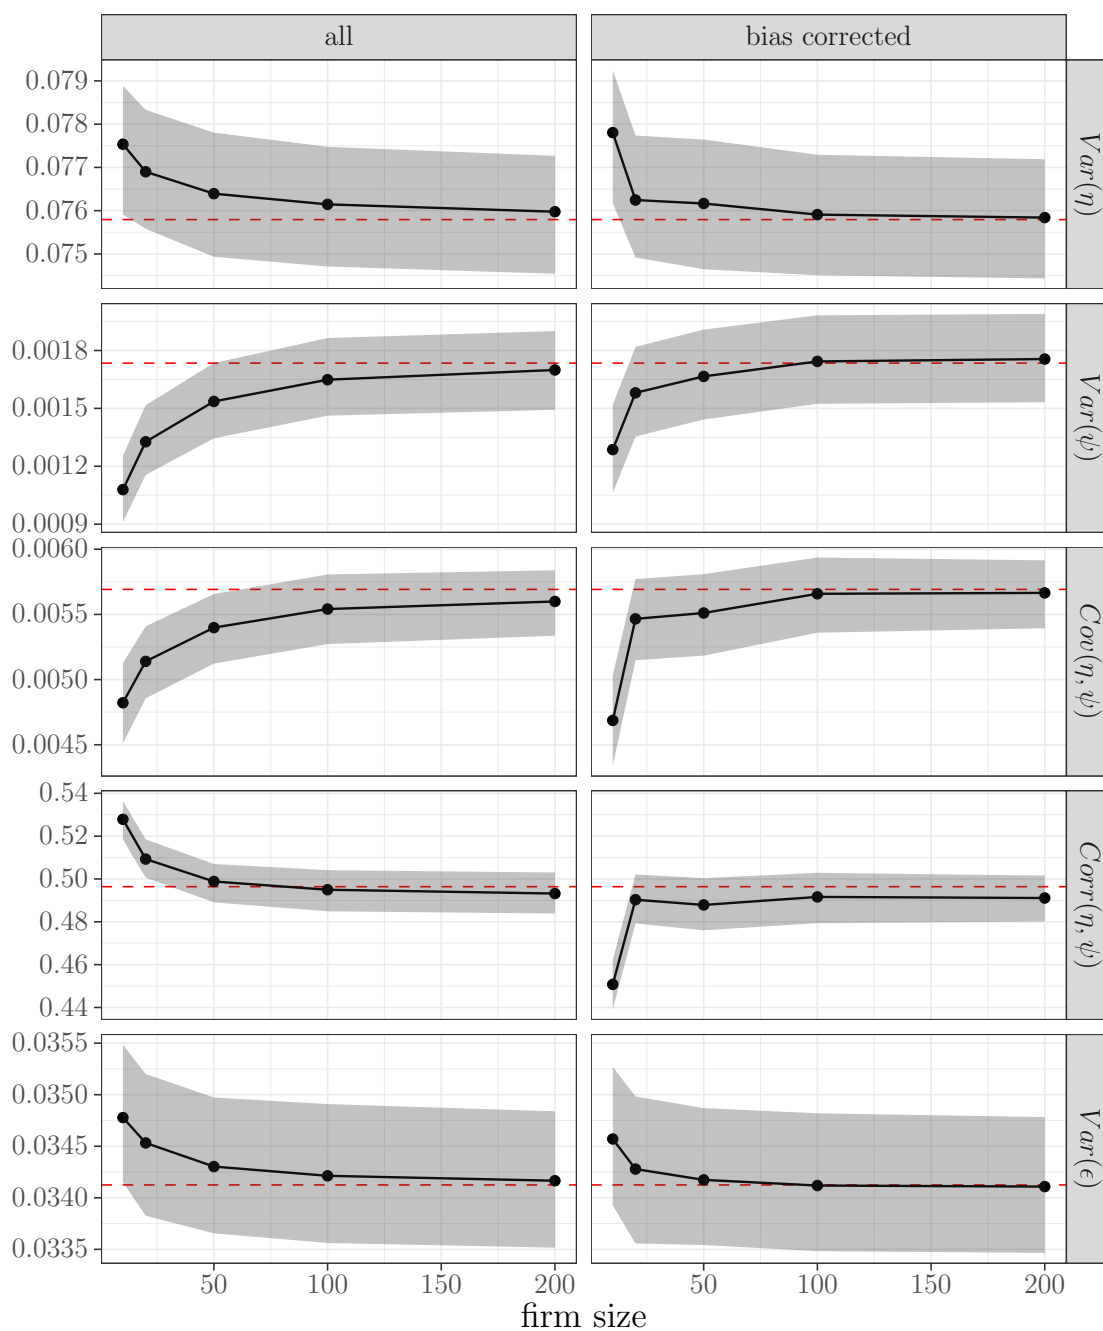 all
bias corrected
0.079
0.078
0.077
0.076
0.075
Var(η)
0.0018
0.0015
0.0012
0.0009
Var(ψ)
0.0060
0.0055
0.0050
0.0045
Cov(η, ψ)
0.54
0.52
0.50
0.48
0.46
0.44
Corr(η, ψ)
0.0355
0.0350
0.0345
0.0340
0.0335
Var(ϵ)
50 100 150 200 50 100 150 200
firm size